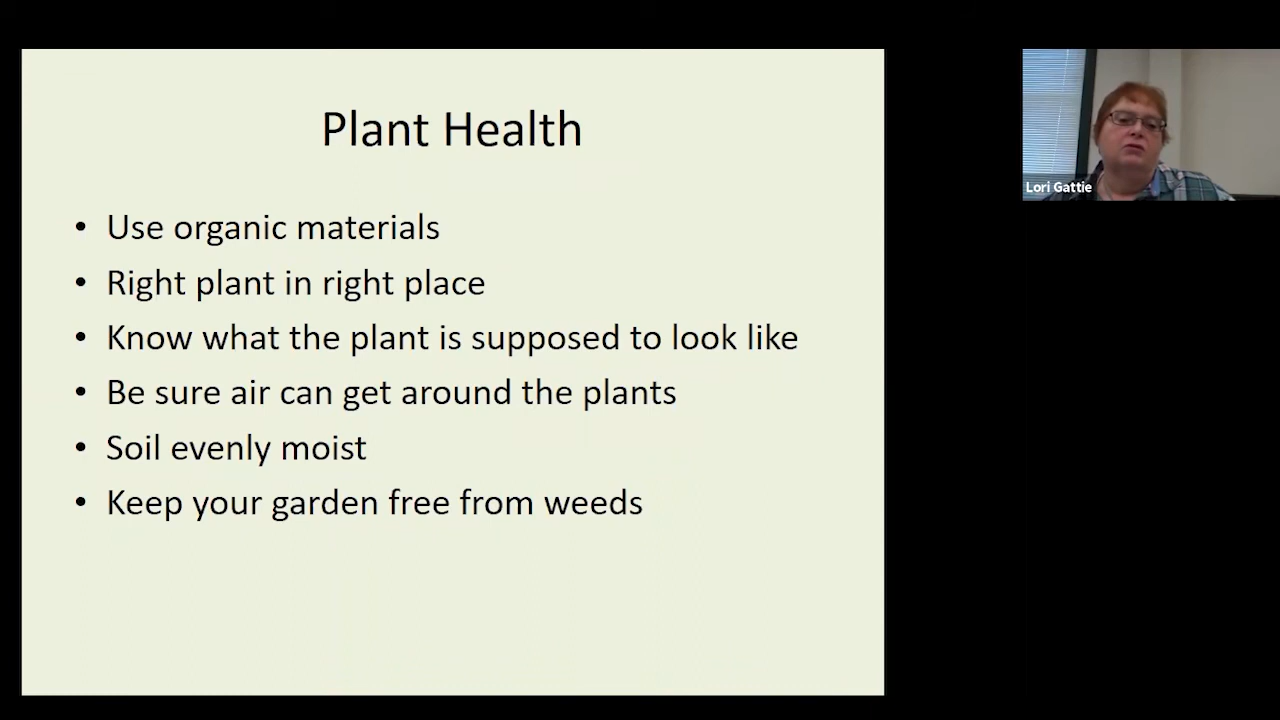 Plant Health
• Use organic materials
• Right plant in right place
• Know what the plant is supposed to look like
• Be sure air can get around the plants
• Soil evenly moist
• Keep your garden free from weeds
Lori Gattie